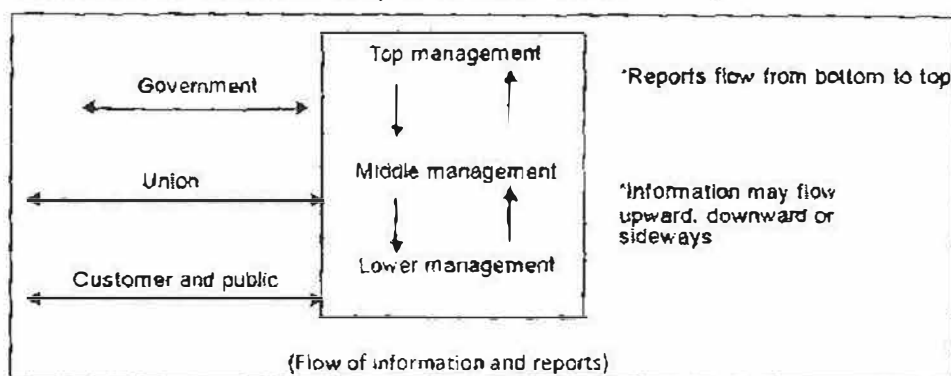 Top management
Government
*Reports flow from bottom to top
Union
Middle management
*Information may flow
upward, downward or
sideways
Lower management
Customer and public
(Flow of information and reports)